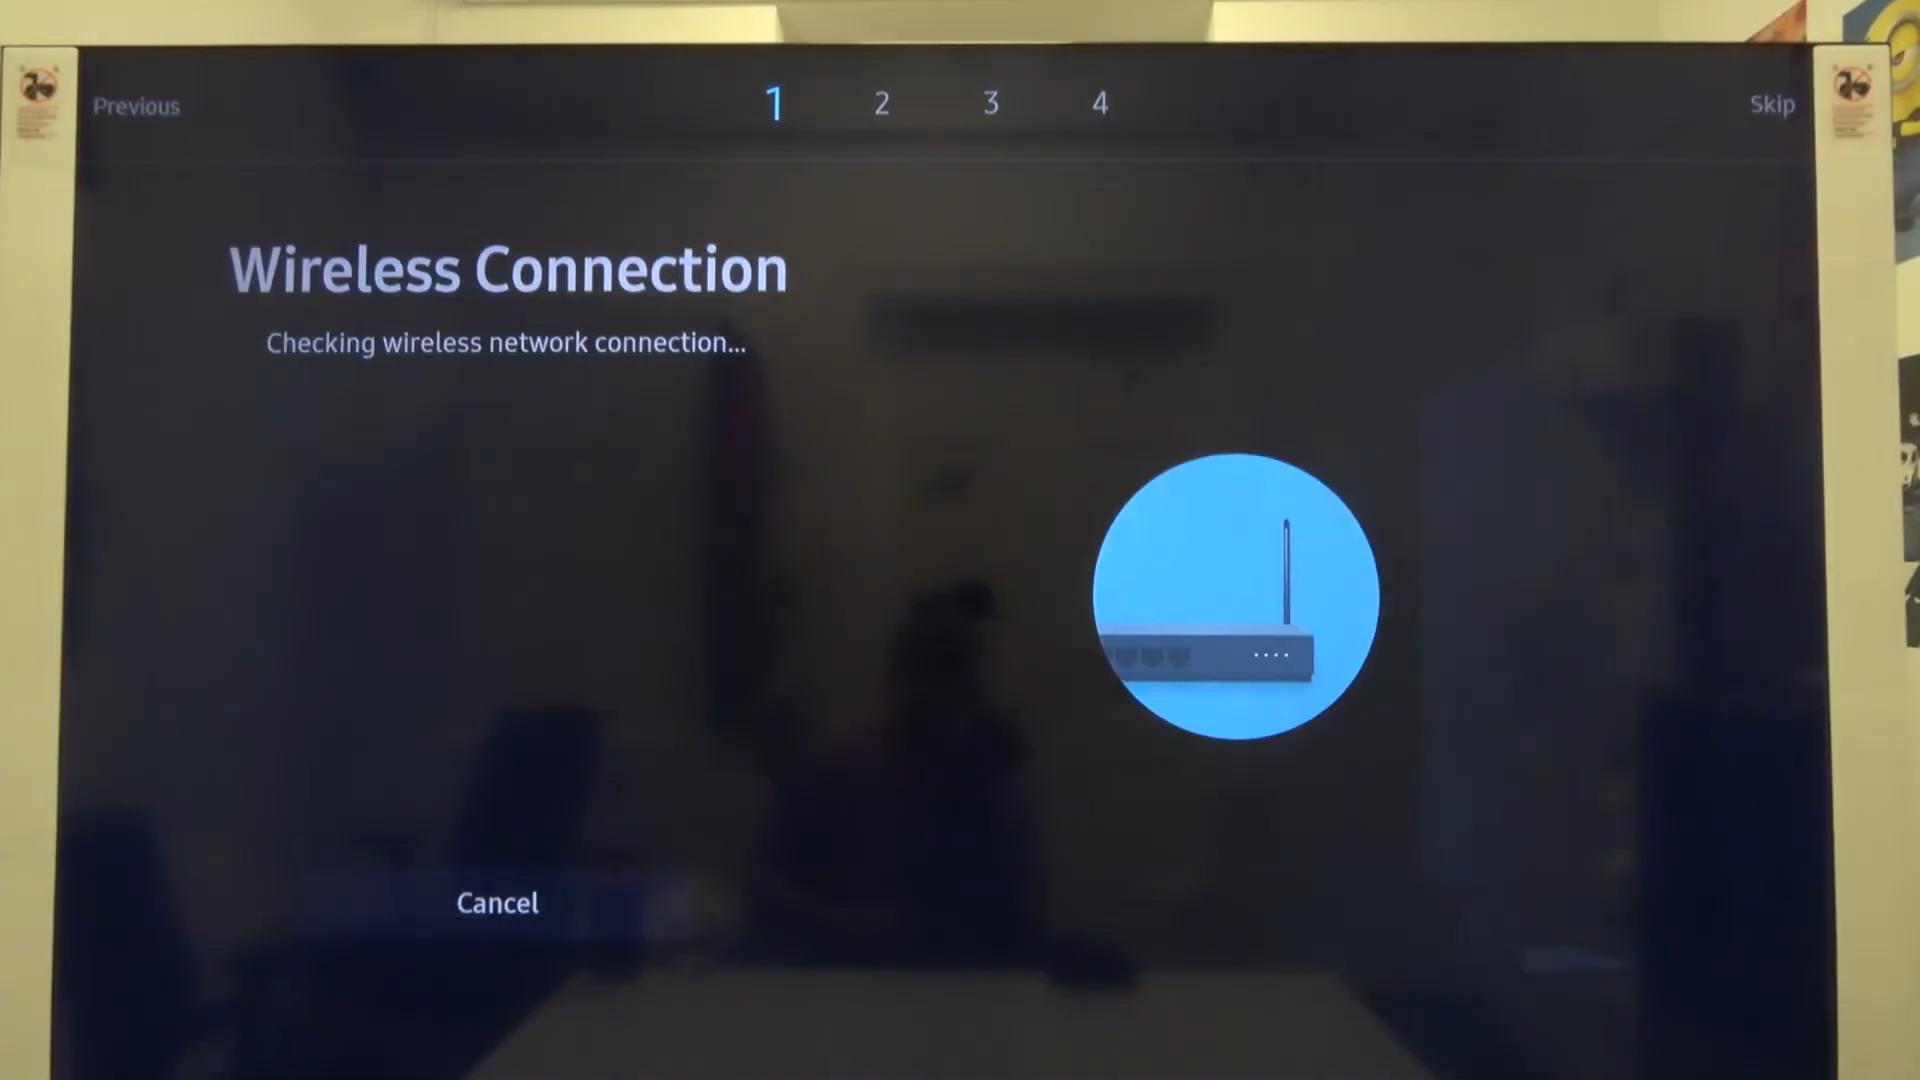 Previous
1 2 3 4
Skip
Wireless Connection
Checking wireless network connection...
Cancel